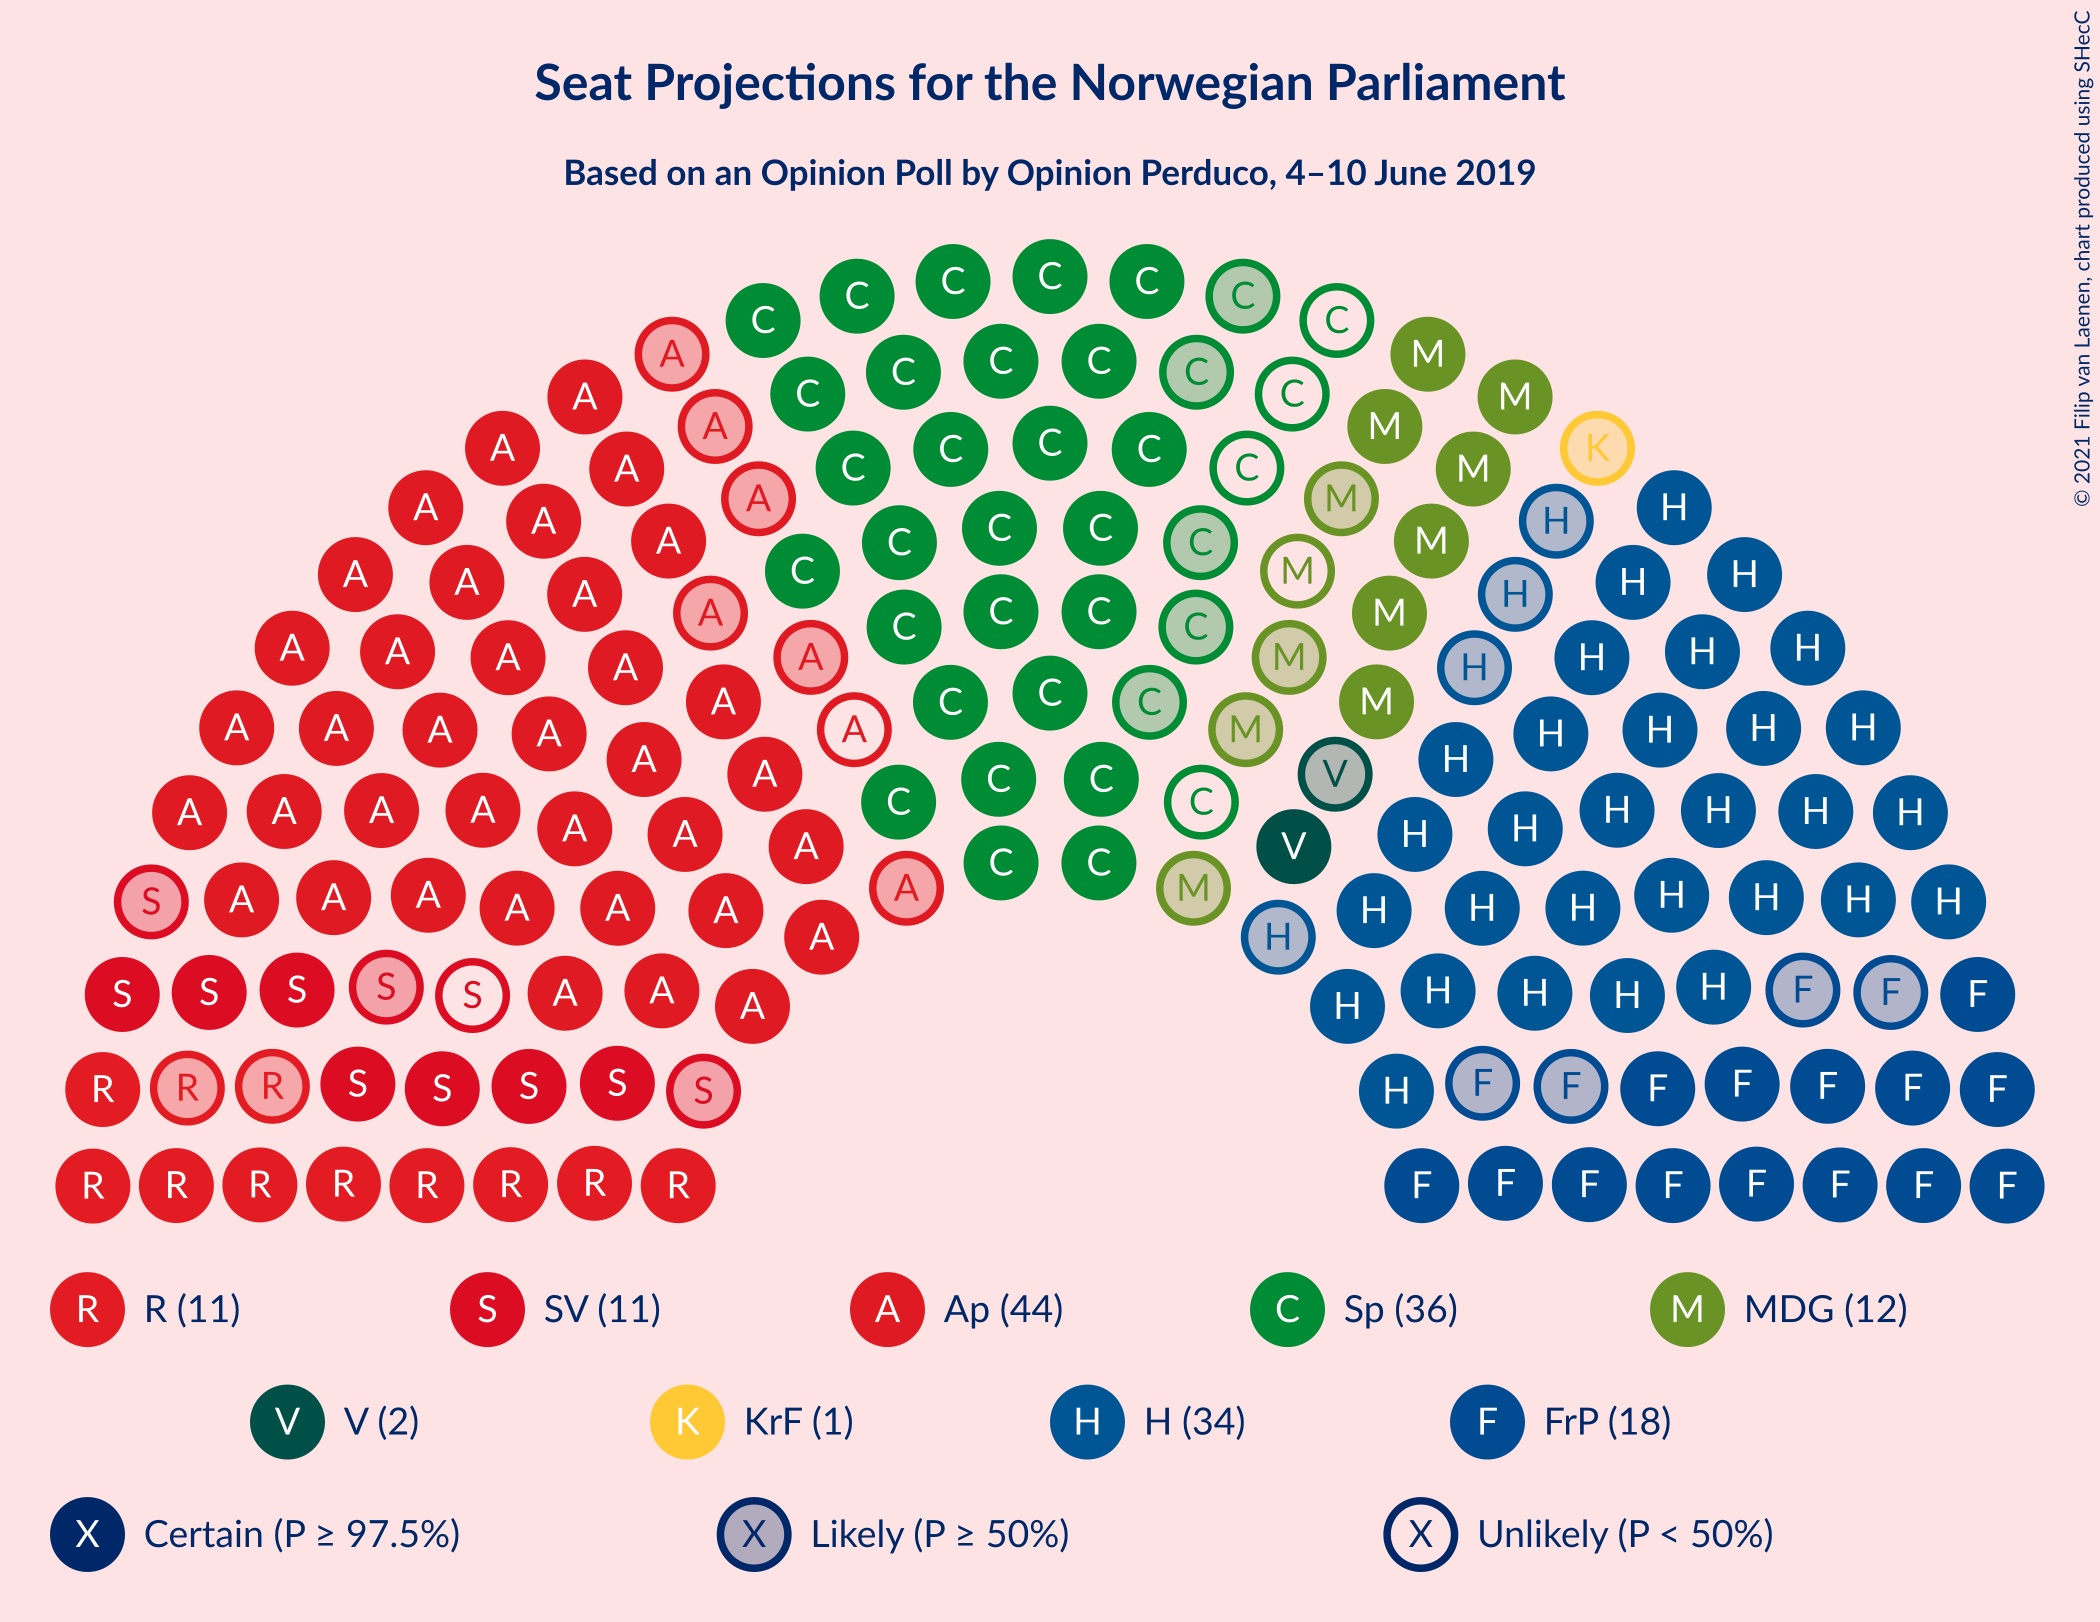 Seat Projections for the Norwegian Parliament
Based on an Opinion Poll by Opinion Perduco, 4–10 June 2019
© 2021 Filip van Laenen, chart produced using SHecC
C C C C C C C
A C C C C M
A C C M
A A C C C M K
A C C M
A A A C C M H H
A C C M
A A A C M H H H
A C C C C M
A A A A A M H H H H
A C C C M
A A A A A M H H H H
A A C C V H
A A A A A A C C H H H H H H
A C C V
S A A A A A A A M H H H H H H H
A H
S S S S S A A A H H H H H F F F
R R R S S S S S H F F F F F F F
R R R R R R R R F F F F F F F F
R R (11) S SV (11) A Ap (44) C Sp (36) M MDG (12)
V V (2) K KrF (1) H H (34) F FrP (18)
X Certain (P ≥ 97.5%) X Likely (P ≥ 50%) X Unlikely (P < 50%)